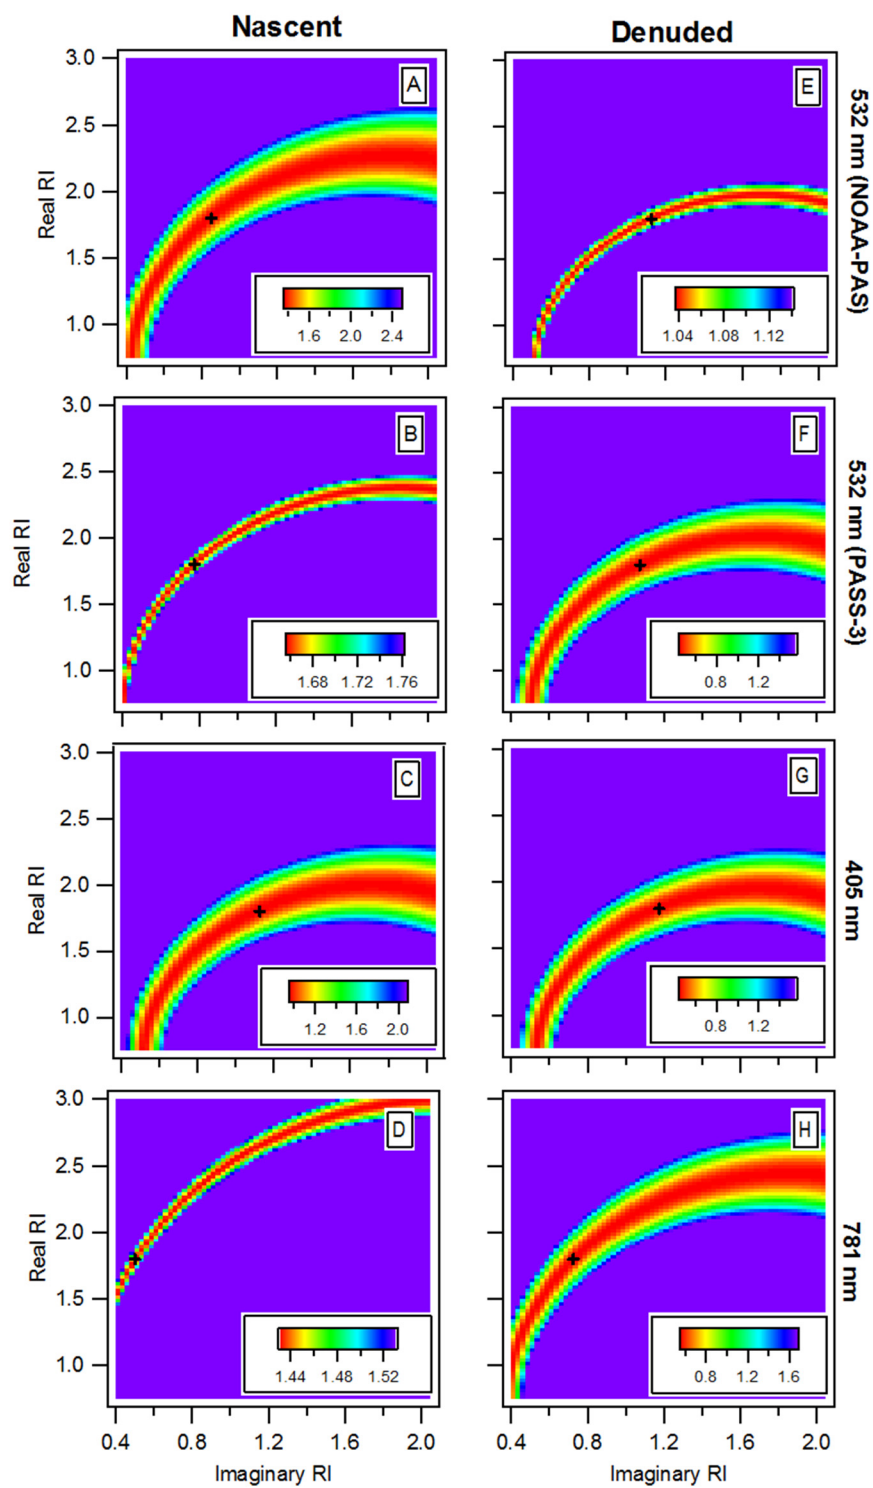 Nascent
Denuded
A
3.0
2.5
2.0
1.5
1.0
Real RI
1.6 2.0 2.4
E
1.04 1.08 1.12
532 nm (NOAA-PAS)
B
3.0
2.5
2.0
1.5
1.0
Real RI
1.68 1.72 1.76
F
0.8 1.2
532 nm (PASS-3)
C
3.0
2.5
2.0
1.5
1.0
Real RI
1.2 1.6 2.0
G
0.8 1.2
405 nm
D
3.0
2.5
2.0
1.5
1.0
Real RI
1.44 1.48 1.52
H
0.8 1.2 1.6
781 nm
0.4 0.8 1.2 1.6 2.0
Imaginary RI
0.4 0.8 1.2 1.6 2.0
Imaginary RI